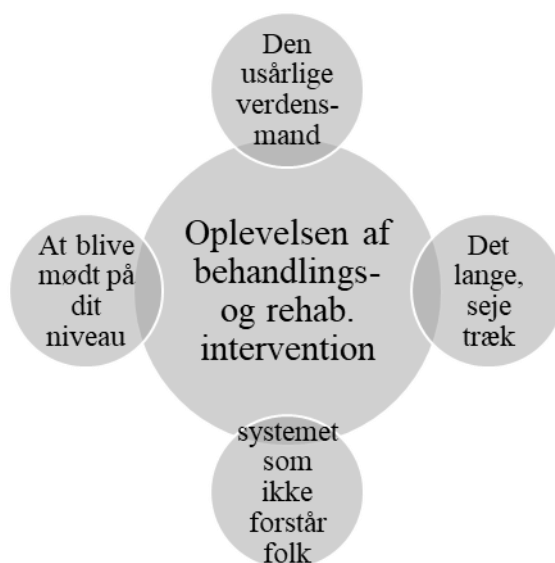 Den
usårlige
verdens-
mand
At blive
mødt på
dit
niveau
Oplevelsen af
behandlings-
og rehab.
intervention
Det
lange,
seje
træk
systemet
som
ikke
forstår
folk